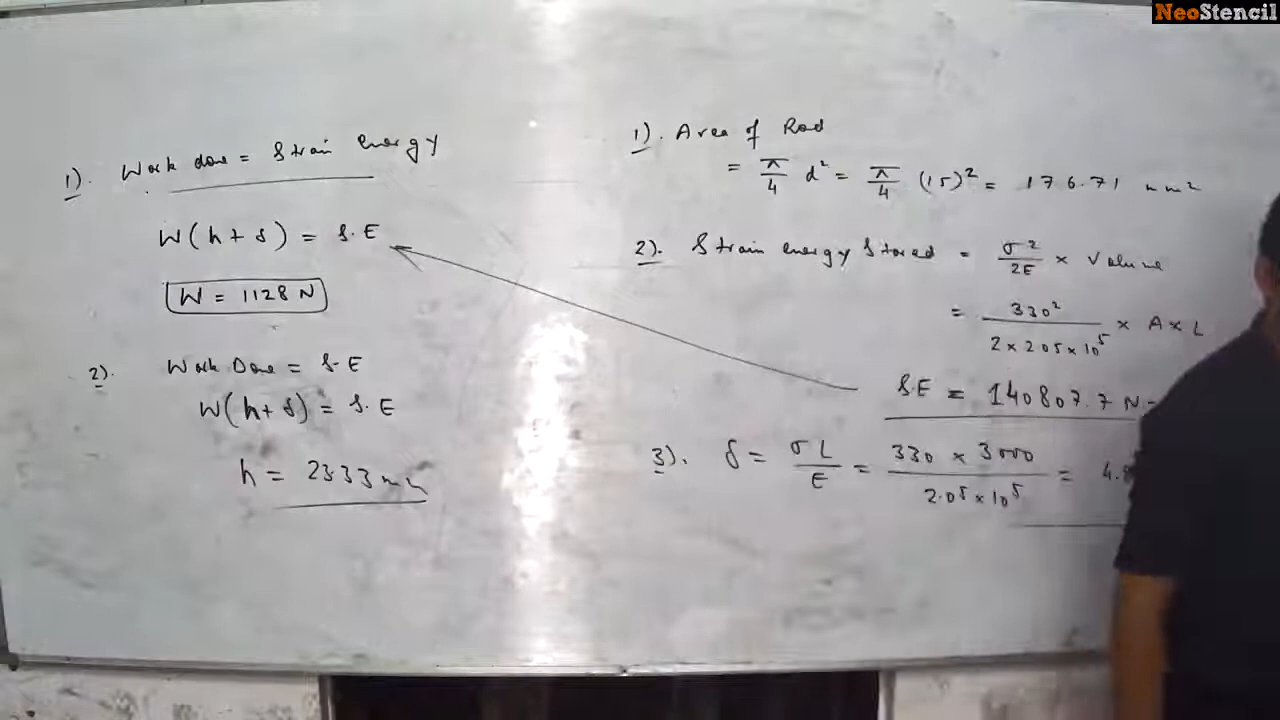 NeoStencil
1). Work done = Strain energy
W(h+δ) = S.E
W = 1128 N
2). Work Done = S.E
W(h+δ) = S.E
h = 2333 mm
1). Area of Rod
= π/4 d² = π/4 (15)² = 176.71 mm²
2). Strain energy Stored = σ²/2E × Volume
= 330²/2×205×10⁵ × A × L
S.E = 140807.7 N-
3). δ = σL/E = 330 × 3000/2.05×10⁵ = 4.